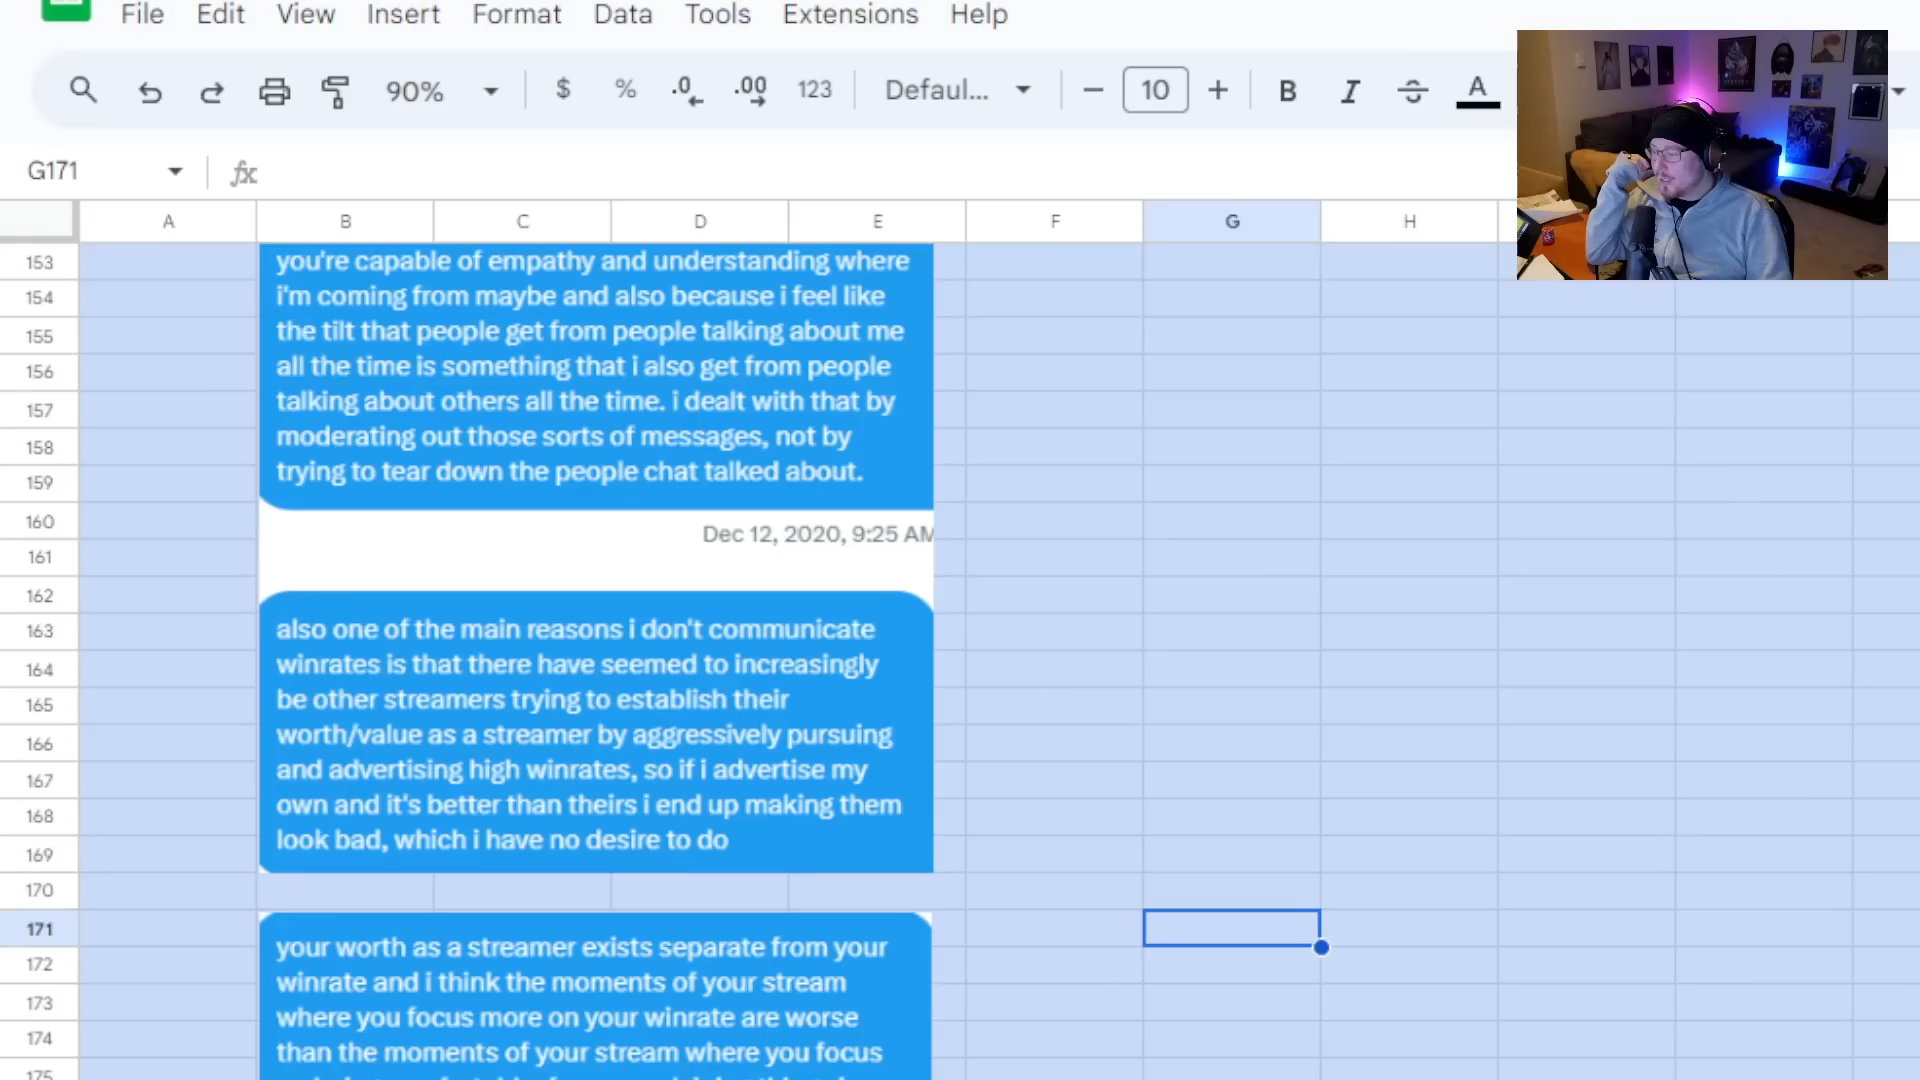 File Edit View Insert Format Data Tools Extensions Help
90% $ % .0 .00 123 Defaul... 10 B I S A
G171 fx
A B C D E F G H
153 you're capable of empathy and understanding where
154 i'm coming from maybe and also because i feel like
155 the tilt that people get from people talking about me
156 all the time is something that i also get from people
157 talking about others all the time. i dealt with that by
158 moderating out those sorts of messages, not by
159 trying to tear down the people chat talked about.
160 Dec 12, 2020, 9:25 AM
161
162
163 also one of the main reasons i don't communicate
164 winrates is that there have seemed to increasingly
165 be other streamers trying to establish their
166 worth/value as a streamer by aggressively pursuing
167 and advertising high winrates, so if i advertise my
168 own and it's better than theirs i end up making them
169 look bad, which i have no desire to do
170
171 your worth as a streamer exists separate from your
172 winrate and i think the moments of your stream
173 where you focus more on your winrate are worse
174 than the moments of your stream where you focus
175